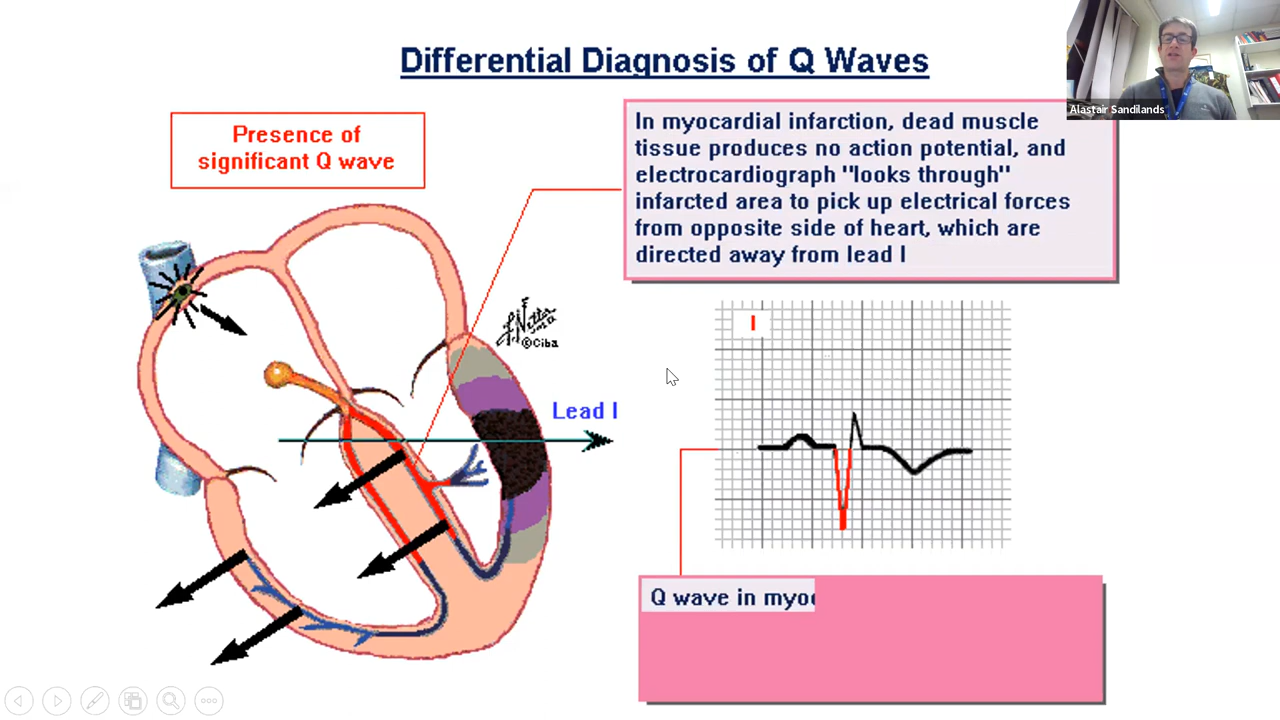 Differential Diagnosis of Q Waves
Alastair Sandilands
Presence of
significant Q wave
In myocardial infarction, dead muscle
tissue produces no action potential, and
electrocardiograph "looks through"
infarcted area to pick up electrical forces
from opposite side of heart, which are
directed away from lead I
©Ciba
I
Lead I
Q wave in myoc